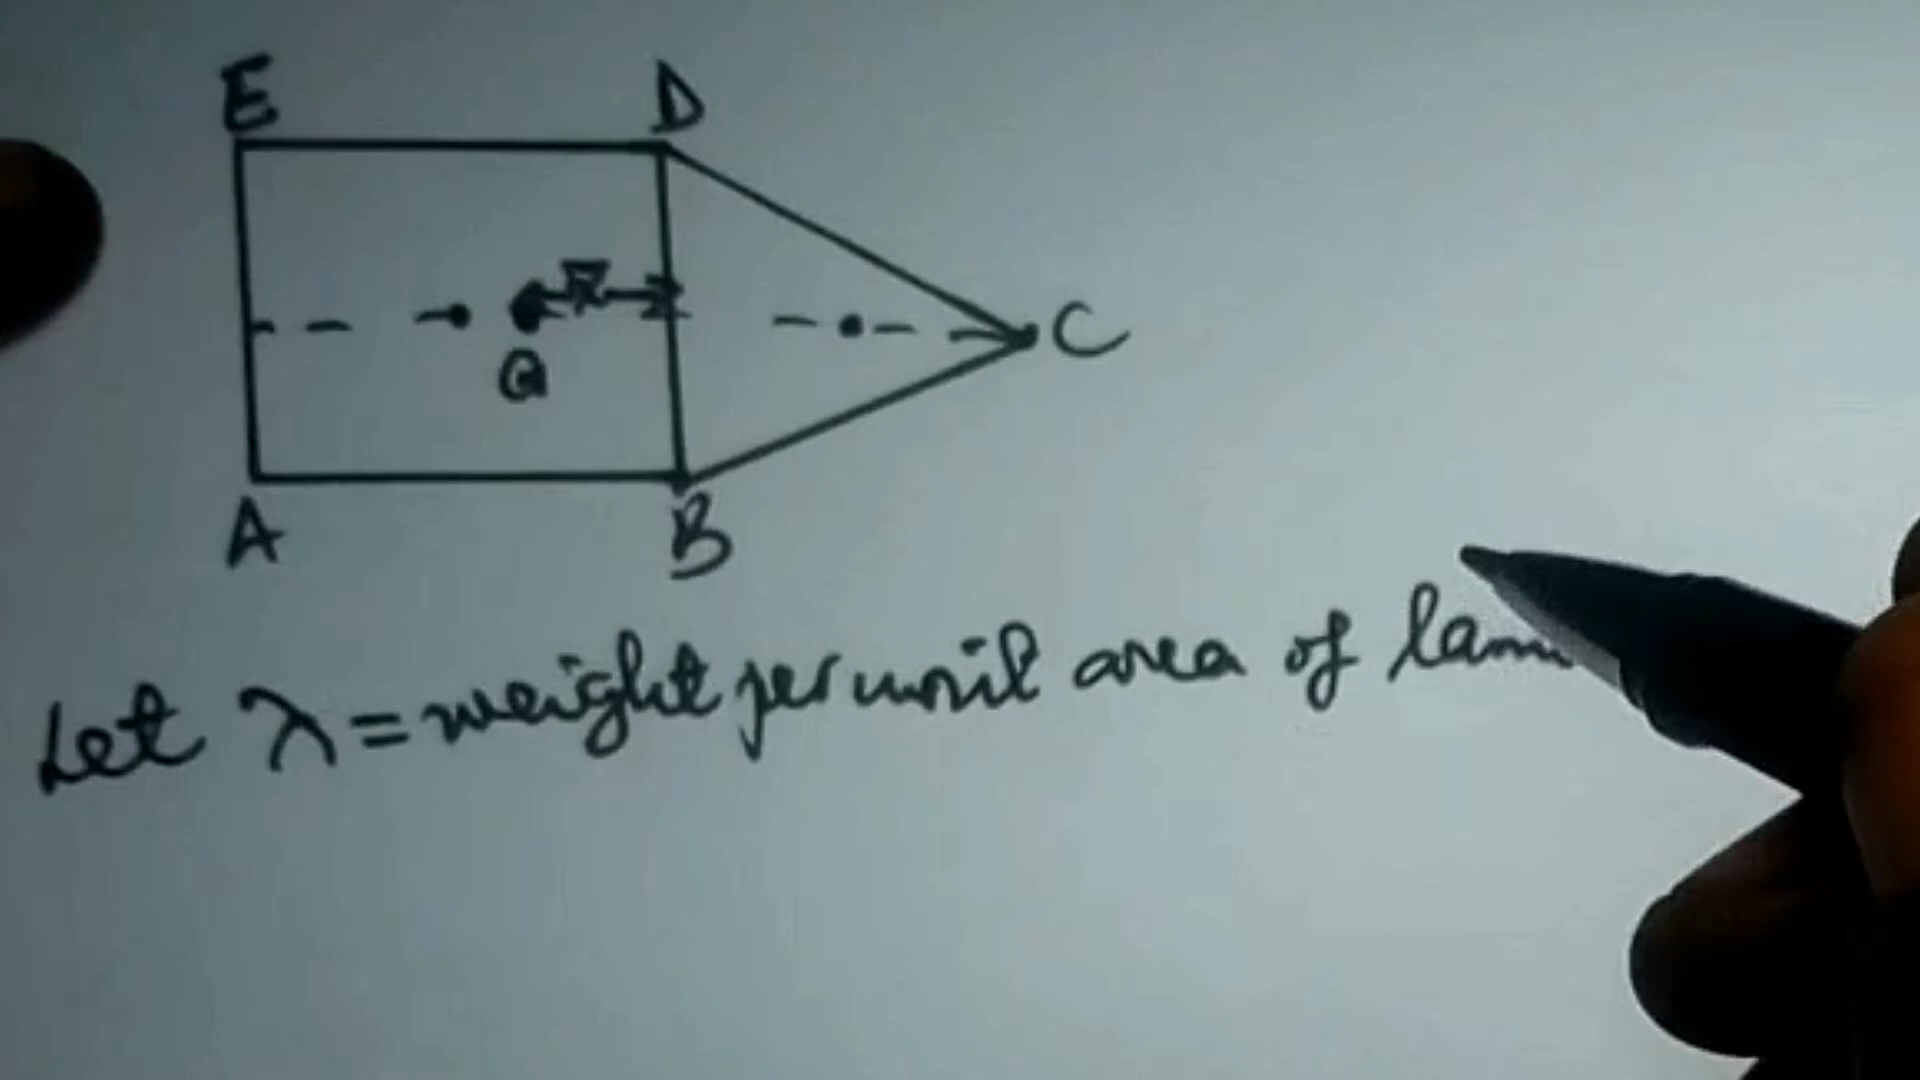 E D
x̄
G C
A B
Let λ = weight per unit area of lam